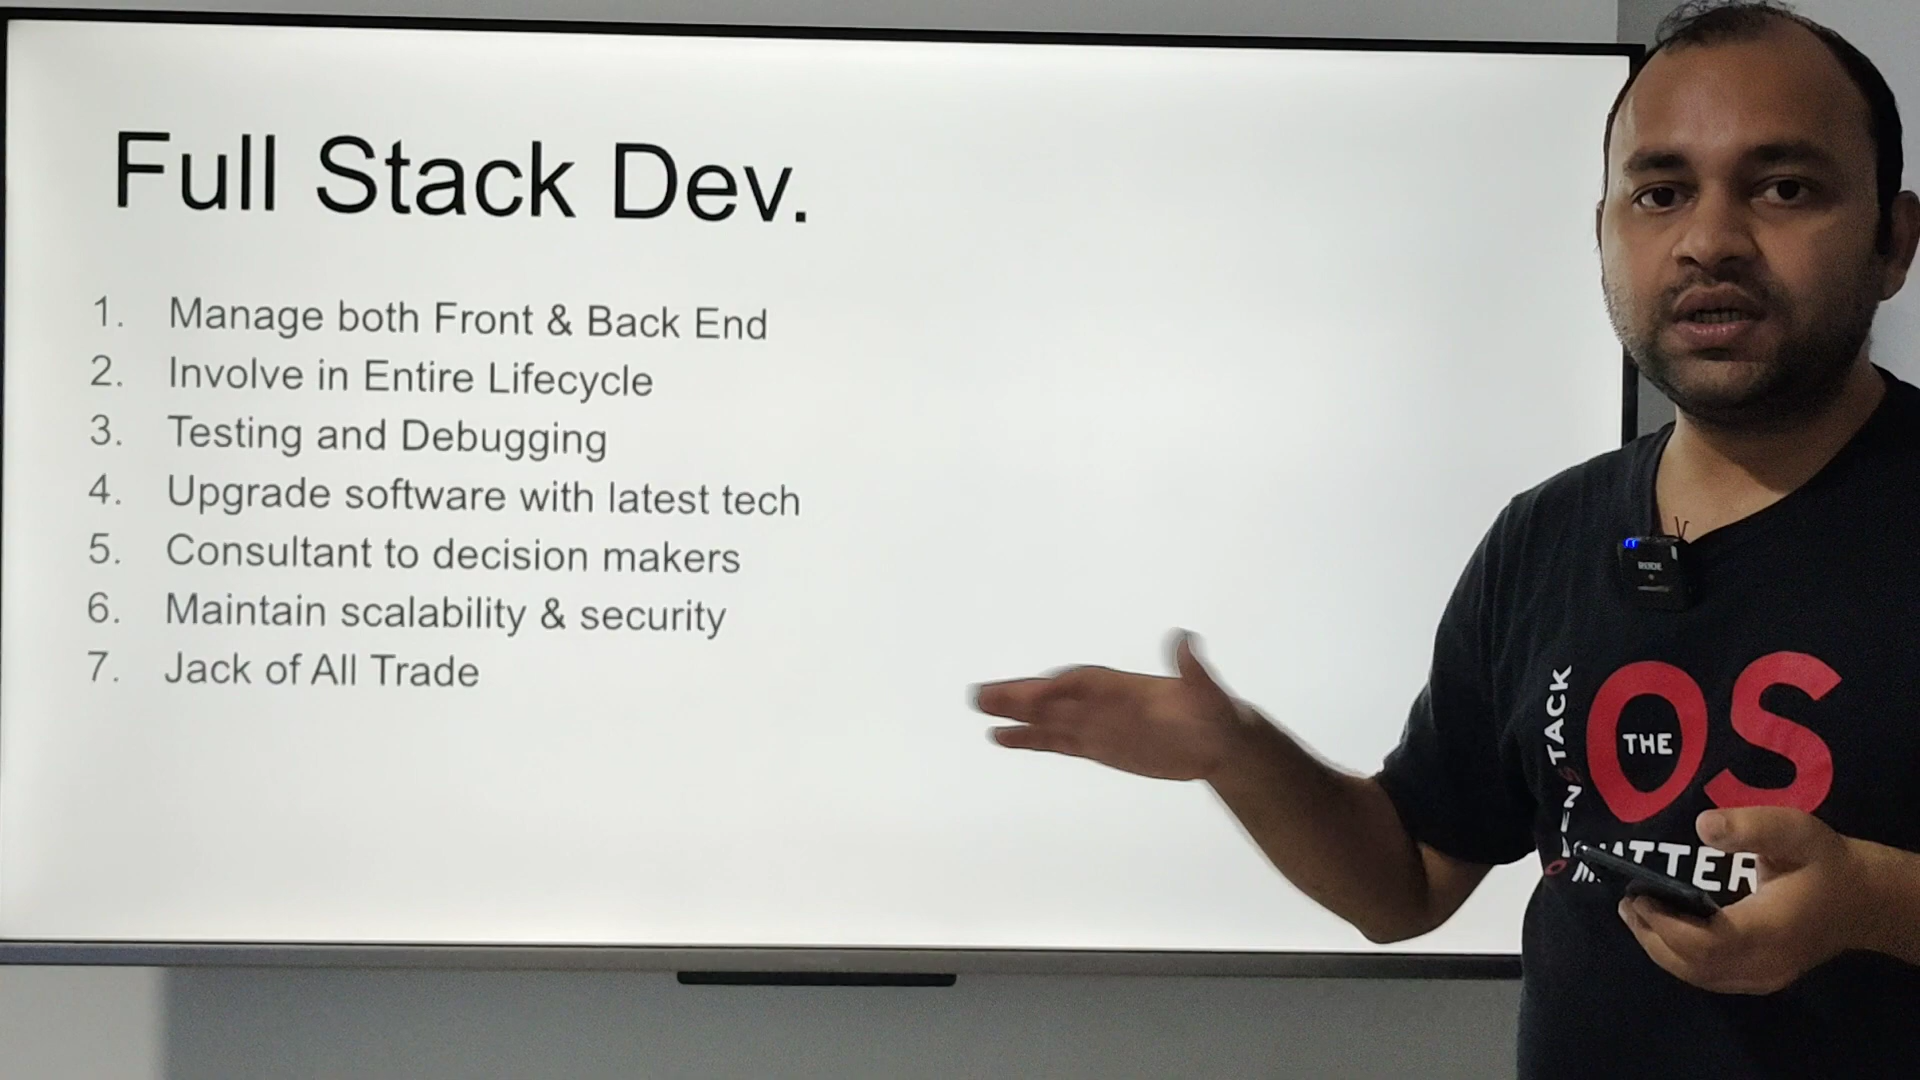 Full Stack Dev.
1. Manage both Front & Back End
2. Involve in Entire Lifecycle
3. Testing and Debugging
4. Upgrade software with latest tech
5. Consultant to decision makers
6. Maintain scalability & security
7. Jack of All Trade
RODE
THE
OS